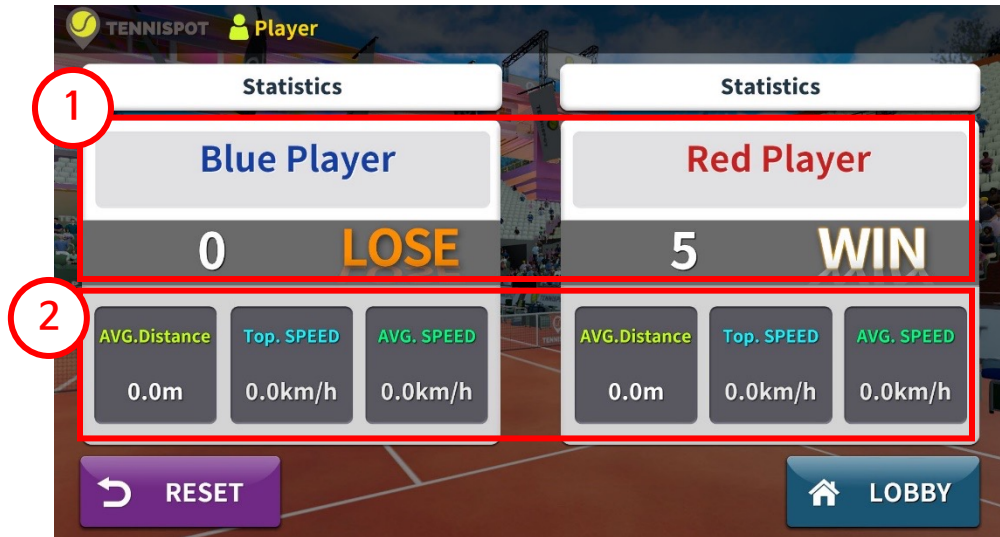 TENNISPOT Player
Statistics
Statistics
1
Blue Player
Red Player
0 LOSE
5 WIN
2
AVG.Distance Top. SPEED AVG. SPEED
0.0m 0.0km/h 0.0km/h
AVG.Distance Top. SPEED AVG. SPEED
0.0m 0.0km/h 0.0km/h
RESET
LOBBY